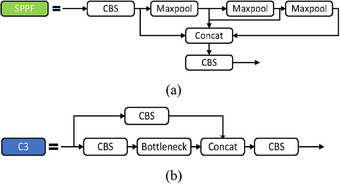 SPPF = CBS Maxpool Maxpool Maxpool
Concat
CBS
(a)
CBS
C3 = CBS Bottleneck Concat CBS
(b)